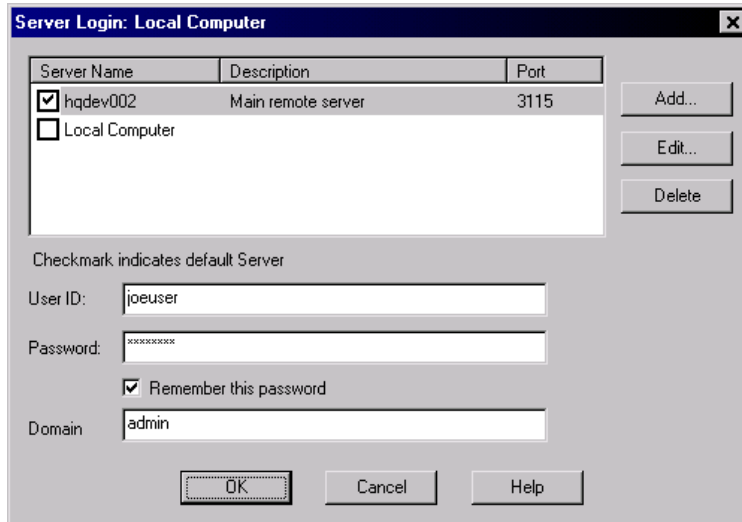 Server Login: Local Computer
Server Name Description Port
hqdev002 Main remote server 3115
Local Computer
Add...
Edit...
Delete
Checkmark indicates default Server
User ID: joeuser
Password: ********
Remember this password
Domain admin
OK Cancel Help